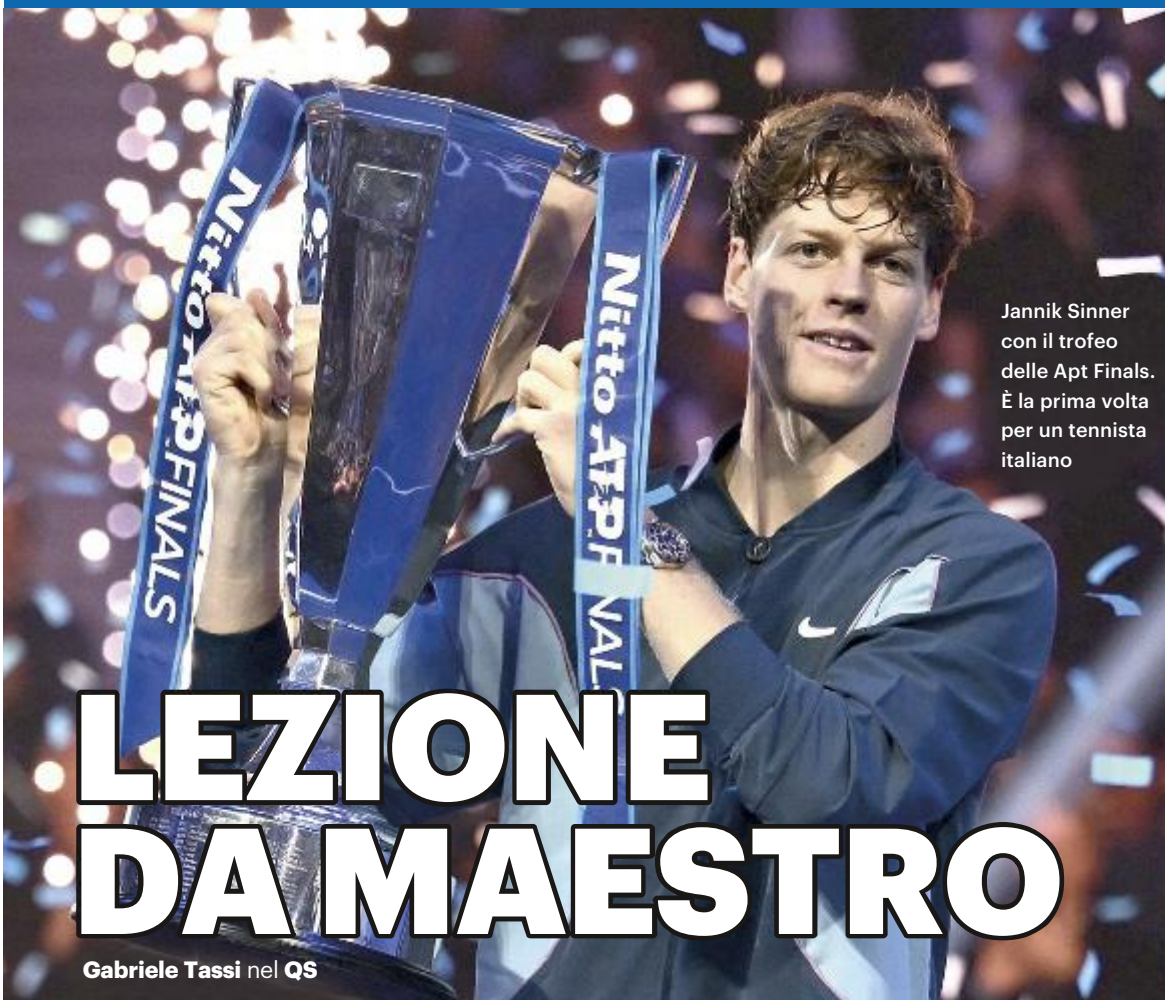 Nitto ATP FINALS
Nitto ATP FINALS
Jannik Sinner
con il trofeo
delle Apt Finals.
È la prima volta
per un tennista
italiano
LEZIONE
DA MAESTRO
Gabriele Tassi nel QS